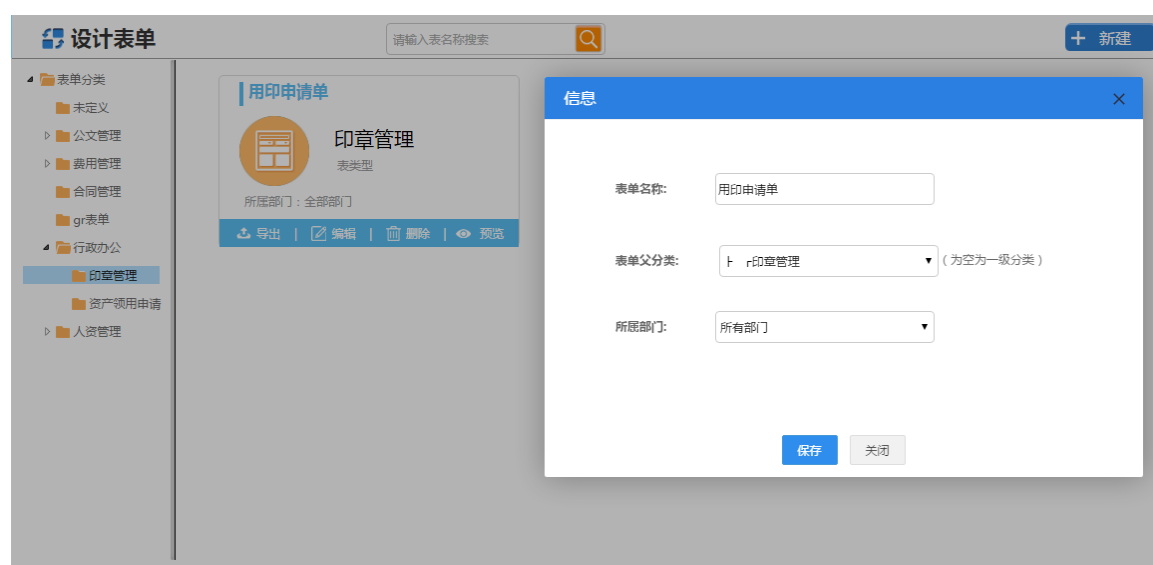 设计表单
请输入表名称搜索
新建
表单分类
未定义
公文管理
费用管理
合同管理
gr表单
行政办公
印章管理
资产领用申请
人资管理
用印申请单
印章管理
表类型
所属部门：全部部门
导出 | 编辑 | 删除 | 预览
信息
表单名称: 用印申请单
表单父分类: ├ ┌印章管理 (为空为一级分类)
所属部门: 所有部门
保存 关闭